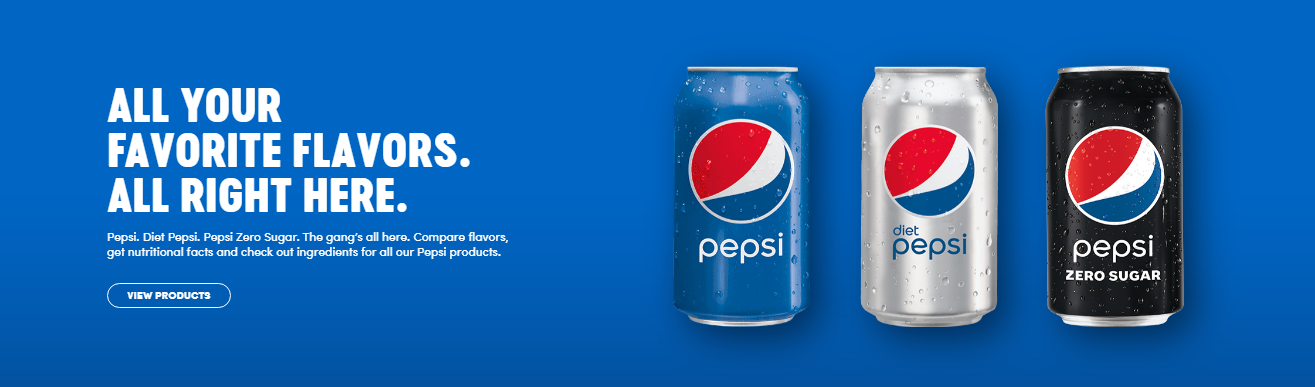 ALL YOUR
FAVORITE FLAVORS.
ALL RIGHT HERE.
Pepsi. Diet Pepsi. Pepsi Zero Sugar. The gang's all here. Compare flavors,
get nutritional facts and check out ingredients for all our Pepsi products.
VIEW PRODUCTS
pepsi
diet
pepsi
pepsi
ZERO SUGAR